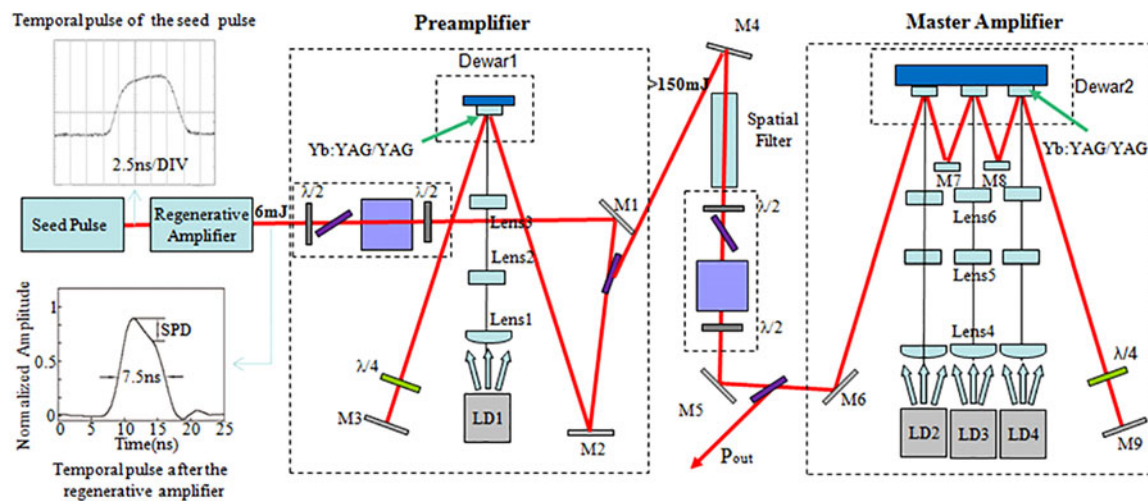 Temporal pulse of the seed pulse
2.5ns/DIV
Seed Pulse
Regenerative
Amplifier
6mJ
Normalized Amplitude
1
0.5
0
SPD
7.5ns
0 5 10 15 20 25
Time(ns)
Temporal pulse after the
regenerative amplifier
Preamplifier
Dewar1
Yb:YAG/YAG
λ/2
λ/2
Lens3
Lens2
Lens1
λ/4
M3
LD1
M2
M1
>150mJ
M4
Spatial
Filter
λ/2
λ/2
M5
Pout
M6
Master Amplifier
Dewar2
Yb:YAG/YAG
M7
M8
Lens6
Lens5
Lens4
λ/4
LD2
LD3
LD4
M9